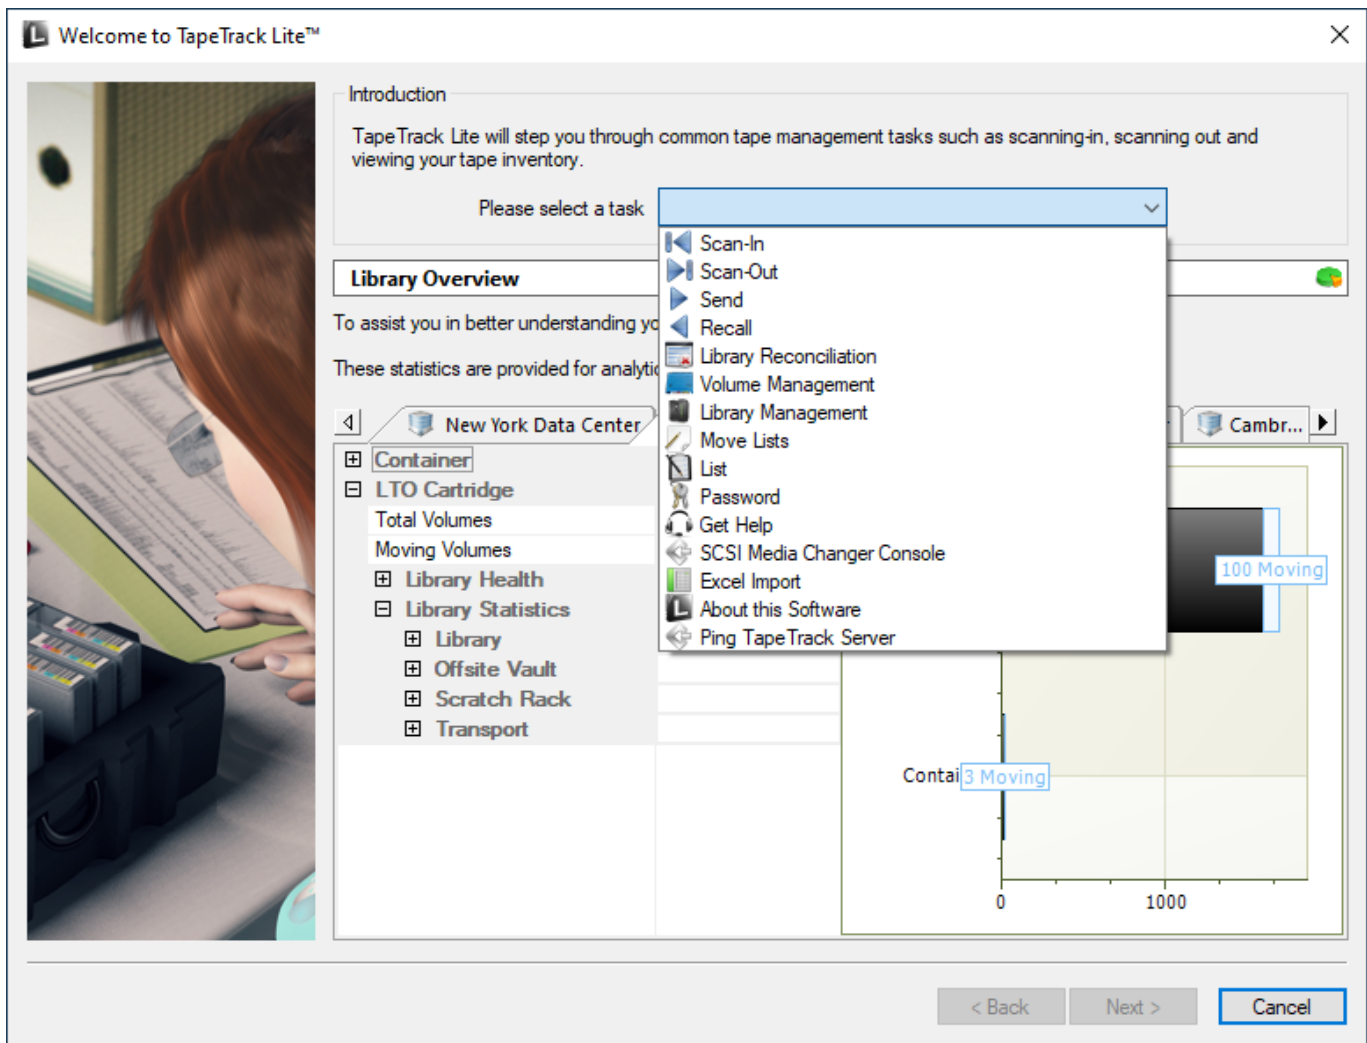 Welcome to TapeTrack Lite™
Introduction
TapeTrack Lite will step you through common tape management tasks such as scanning-in, scanning out and
viewing your tape inventory.
Please select a task
Scan-In
Scan-Out
Send
Recall
Library Reconciliation
Volume Management
Library Management
Move Lists
List
Password
Get Help
SCSI Media Changer Console
Excel Import
About this Software
Ping TapeTrack Server
Library Overview
To assist you in better understanding
These statistics are provided for
New York Data Center
Cambr...
Container
LTO Cartridge
Total Volumes
Moving Volumes
Library Health
Library Statistics
Library
Offsite Vault
Scratch Rack
Transport
100 Moving
Contai
3 Moving
0
1000
< Back
Next >
Cancel